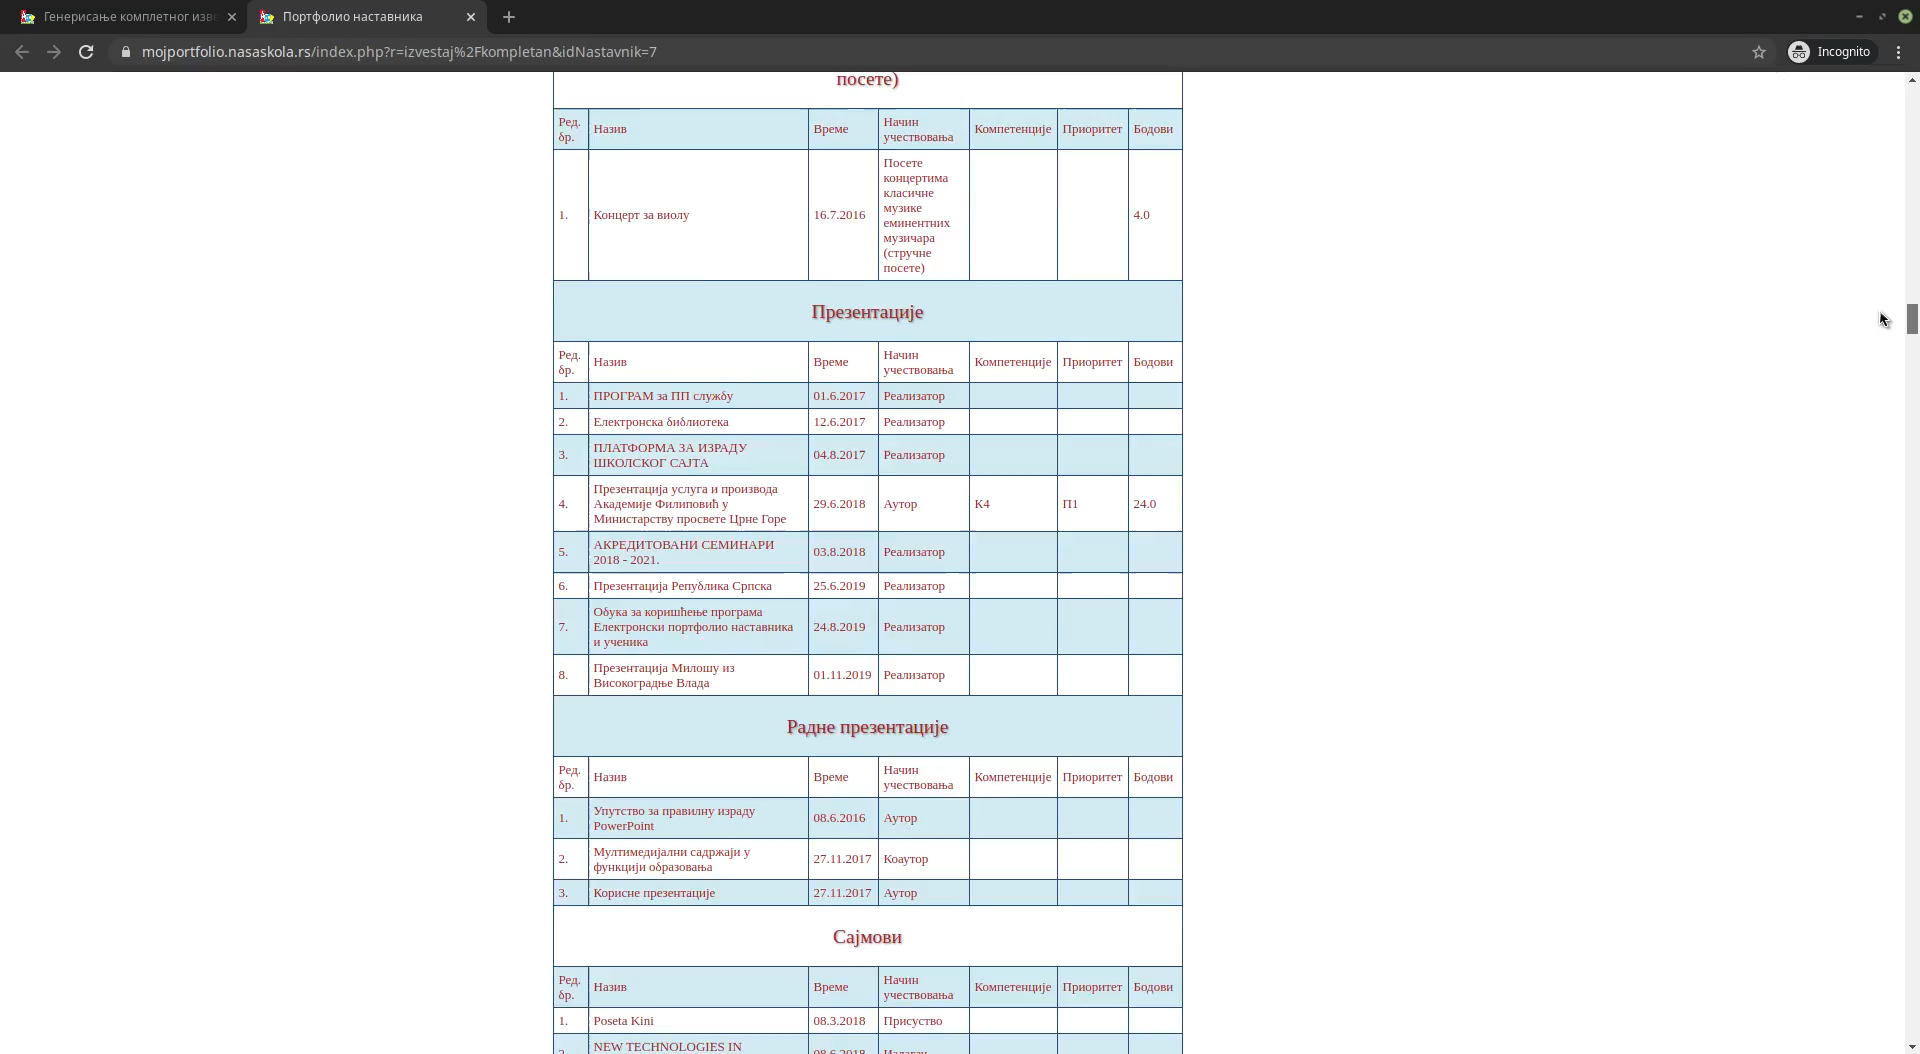 Генерисање комплетног изве
Портфолио наставника
mojportfolio.nasaskola.rs/index.php?r=izvestaj%2Fkompletan&idNastavnik=7
Incognito
посете)
Ред. бр. Назив Време Начин учествовања Компетенције Приоритет Бодови
1. Концерт за виолу 16.7.2016 Посете концертима класичне музике еминентних музичара (стручне посете) 4.0
Презентације
Ред. бр. Назив Време Начин учествовања Компетенције Приоритет Бодови
1. ПРОГРАМ за ПП службу 01.6.2017 Реализатор
2. Електронска библиотека 12.6.2017 Реализатор
3. ПЛАТФОРМА ЗА ИЗРАДУ ШКОЛСКОГ САЈТА 04.8.2017 Реализатор
4. Презентација услуга и производа Академије Филиповић у Министарству просвете Црне Горе 29.6.2018 Аутор К4 П1 24.0
5. АКРЕДИТОВАНИ СЕМИНАРИ 2018 - 2021. 03.8.2018 Реализатор
6. Презентација Република Српска 25.6.2019 Реализатор
7. Обука за коришћење програма Електронски портфолио наставника и ученика 24.8.2019 Реализатор
8. Презентација Милошу из Високоградње Влада 01.11.2019 Реализатор
Радне презентације
Ред. бр. Назив Време Начин учествовања Компетенције Приоритет Бодови
1. Упутство за правилну израду PowerPoint 08.6.2016 Аутор
2. Мултимедијални садржаји у функцији образовања 27.11.2017 Коаутор
3. Корисне презентације 27.11.2017 Аутор
Сајмови
Ред. бр. Назив Време Начин учествовања Компетенције Приоритет Бодови
1. Poseta Kini 08.3.2018 Присуство
NEW TECHNOLOGIES IN